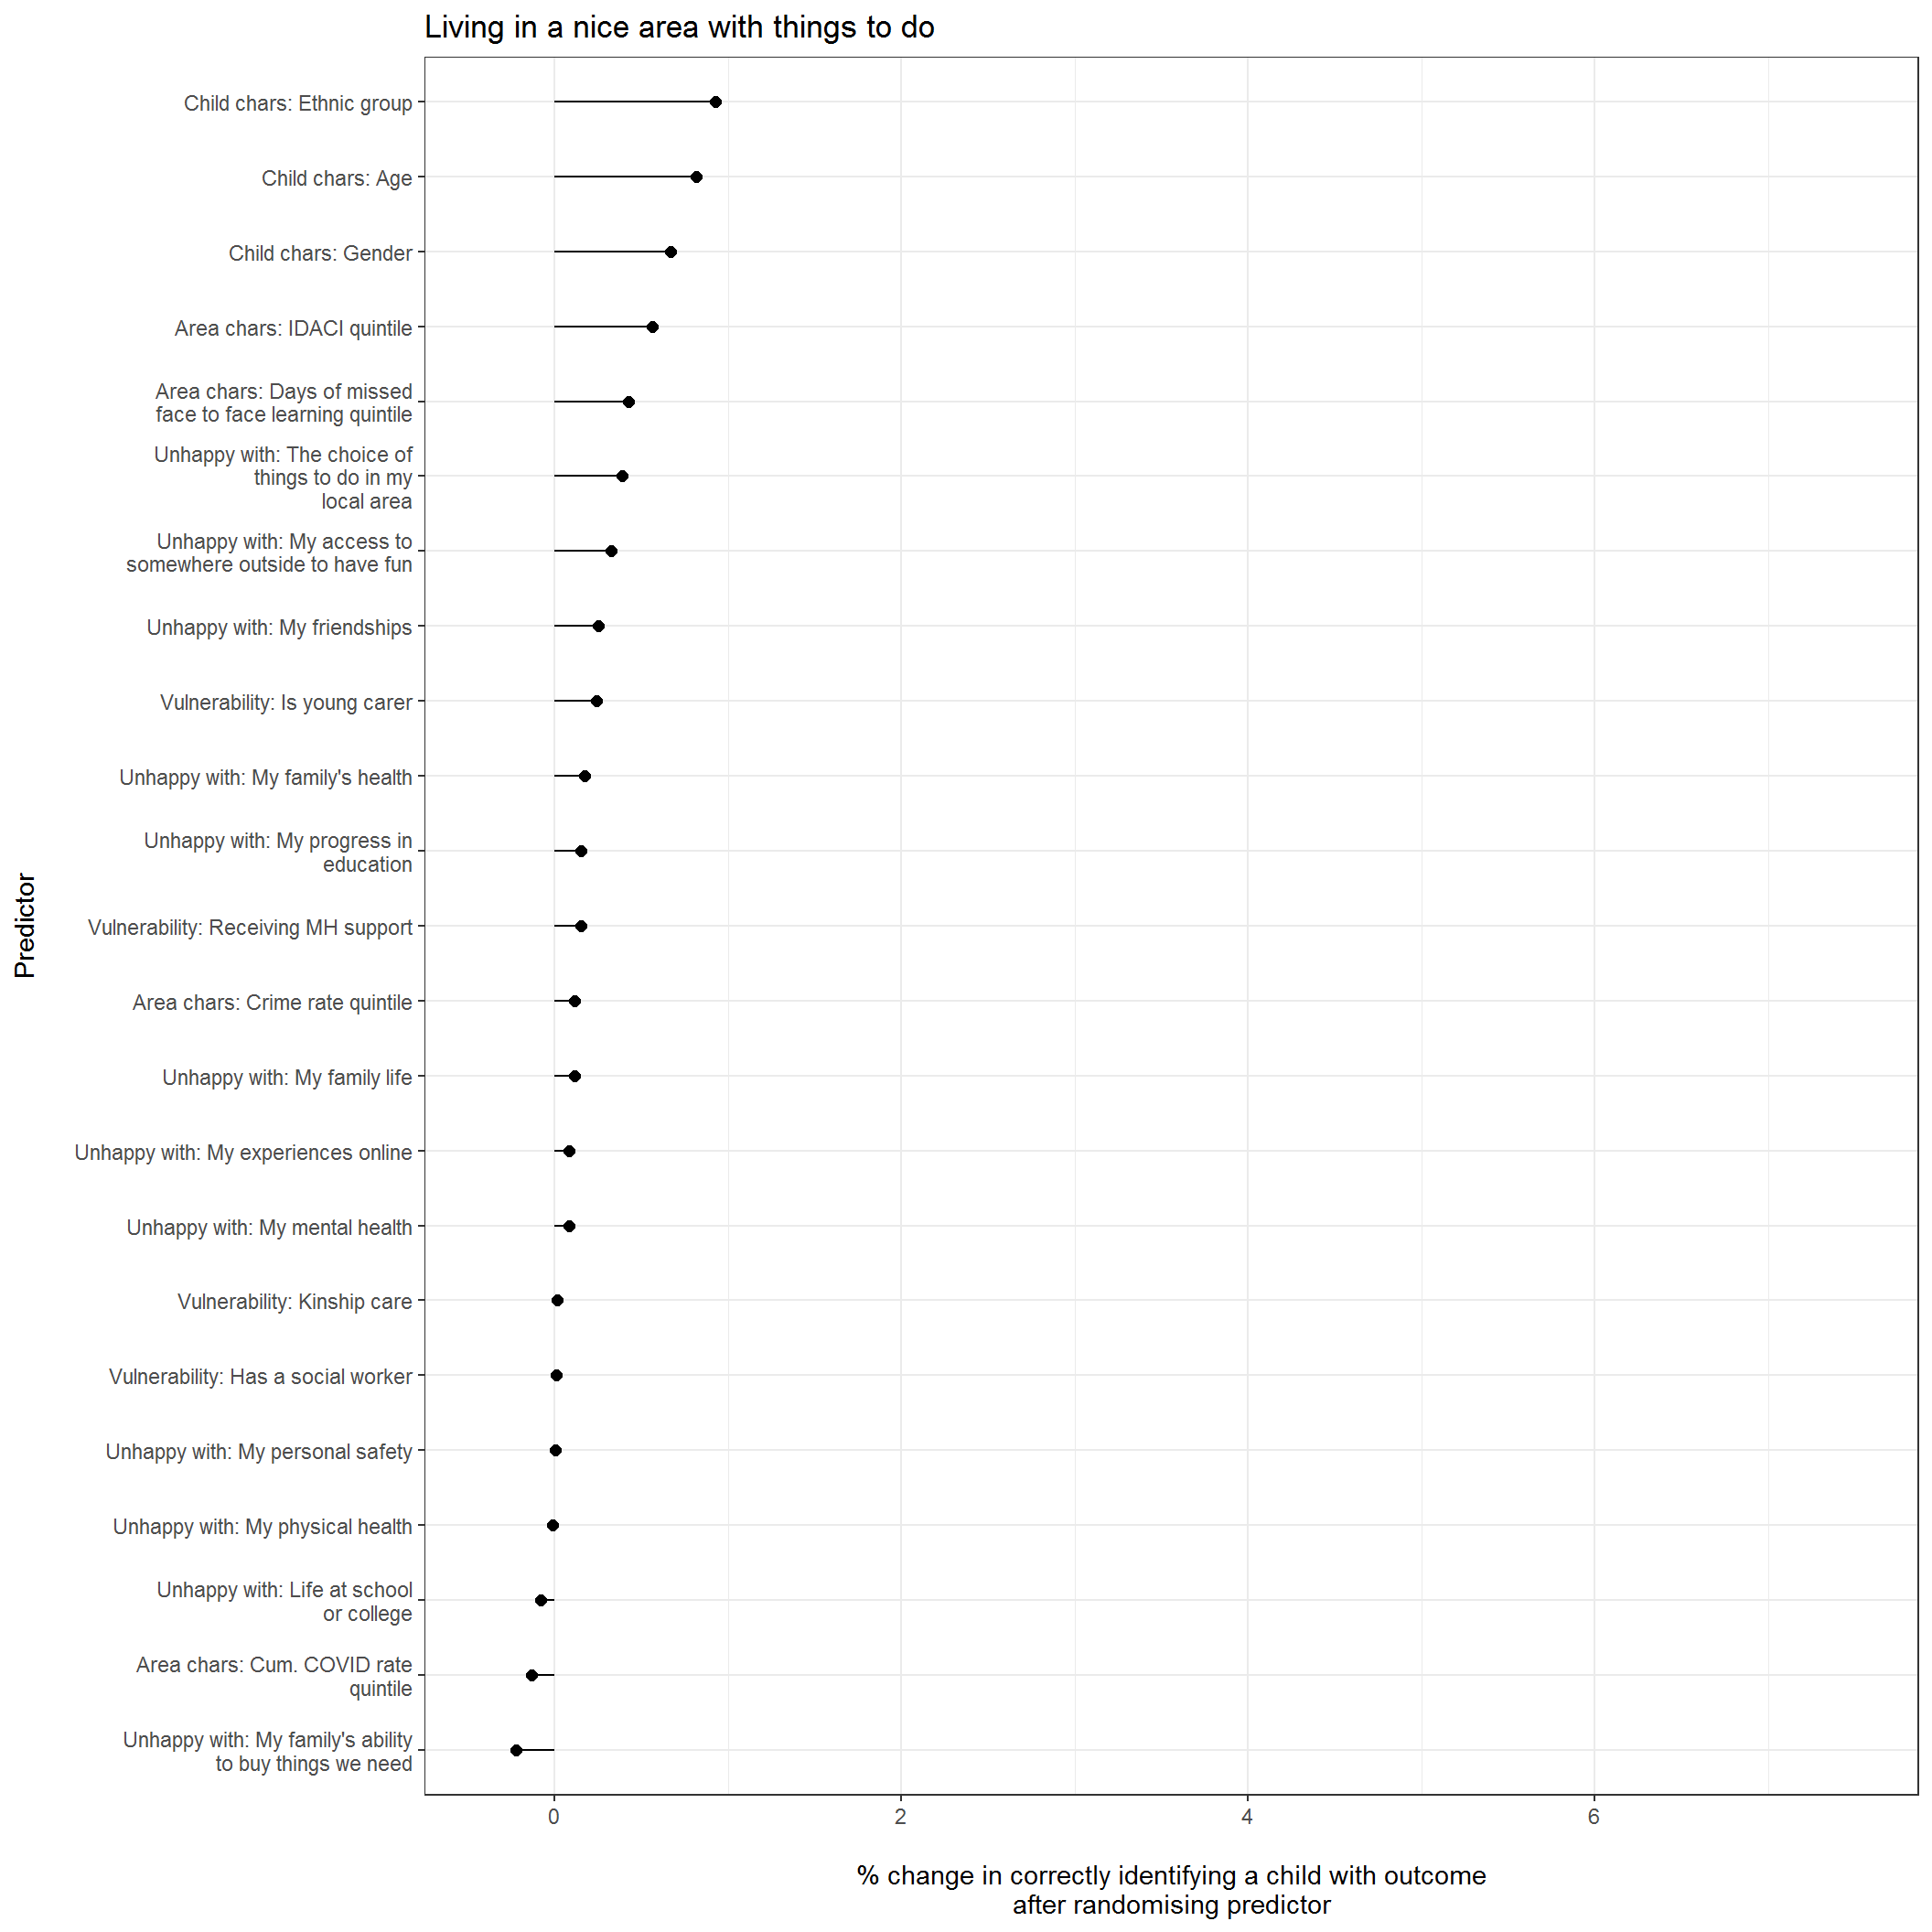 Living in a nice area with things to do
Child chars: Ethnic group
Child chars: Age
Child chars: Gender
Area chars: IDACI quintile
Area chars: Days of missed
face to face learning quintile
Unhappy with: The choice of
things to do in my
local area
Unhappy with: My access to
somewhere outside to have fun
Unhappy with: My friendships
Vulnerability: Is young carer
Unhappy with: My family's health
Unhappy with: My progress in
education
Vulnerability: Receiving MH support
Area chars: Crime rate quintile
Unhappy with: My family life
Unhappy with: My experiences online
Unhappy with: My mental health
Vulnerability: Kinship care
Vulnerability: Has a social worker
Unhappy with: My personal safety
Unhappy with: My physical health
Unhappy with: Life at school
or college
Area chars: Cum. COVID rate
quintile
Unhappy with: My family's ability
to buy things we need
Predictor
0 2 4 6
% change in correctly identifying a child with outcome
after randomising predictor